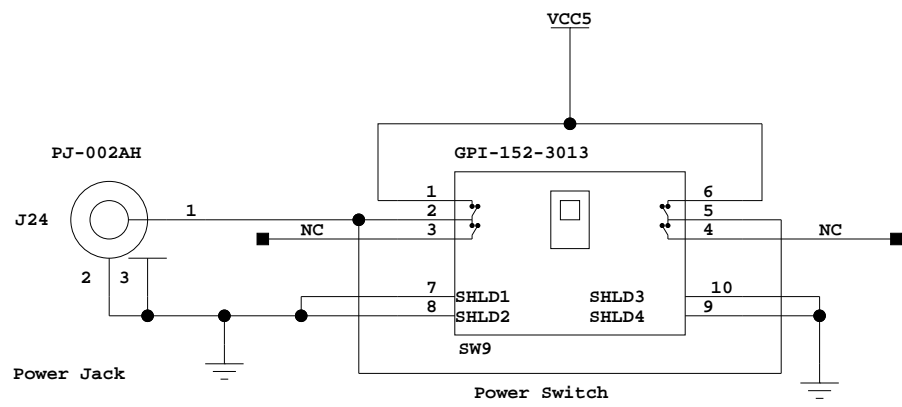 VCC5
PJ-002AH
GPI-152-3013
1
6
J24
1
2
5
NC
3
4
NC
2
3
7
SHLD1
SHLD3
10
8
SHLD2
SHLD4
9
SW9
Power Jack
Power Switch